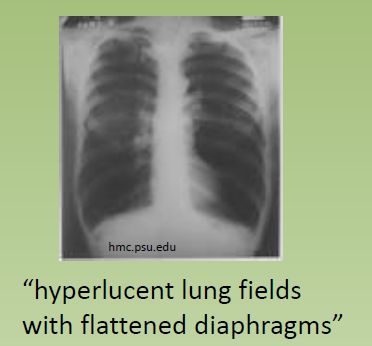 hmc.psu.edu
“hyperlucent lung fields
with flattened diaphragms”